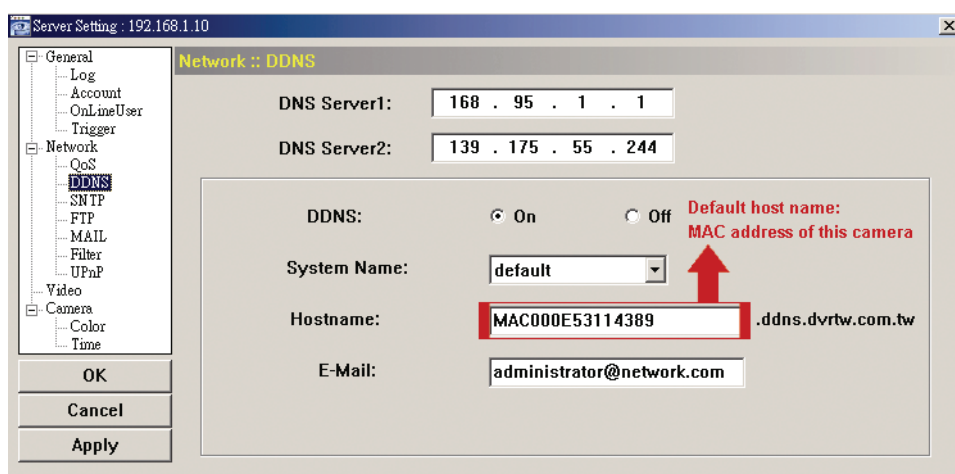 Server Setting : 192.168.1.10
General
Log
Account
OnLineUser
Trigger
Network
QoS
DDNS
SNTP
FTP
MAIL
Filter
UPnP
Video
Camera
Color
Time
OK
Cancel
Apply
Network :: DDNS
DNS Server1: 168 . 95 . 1 . 1
DNS Server2: 139 . 175 . 55 . 244
DDNS: On Off
Default host name:
MAC address of this camera
System Name: default
Hostname: MAC000E53114389 .ddns.dvrtw.com.tw
E-Mail: administrator@network.com